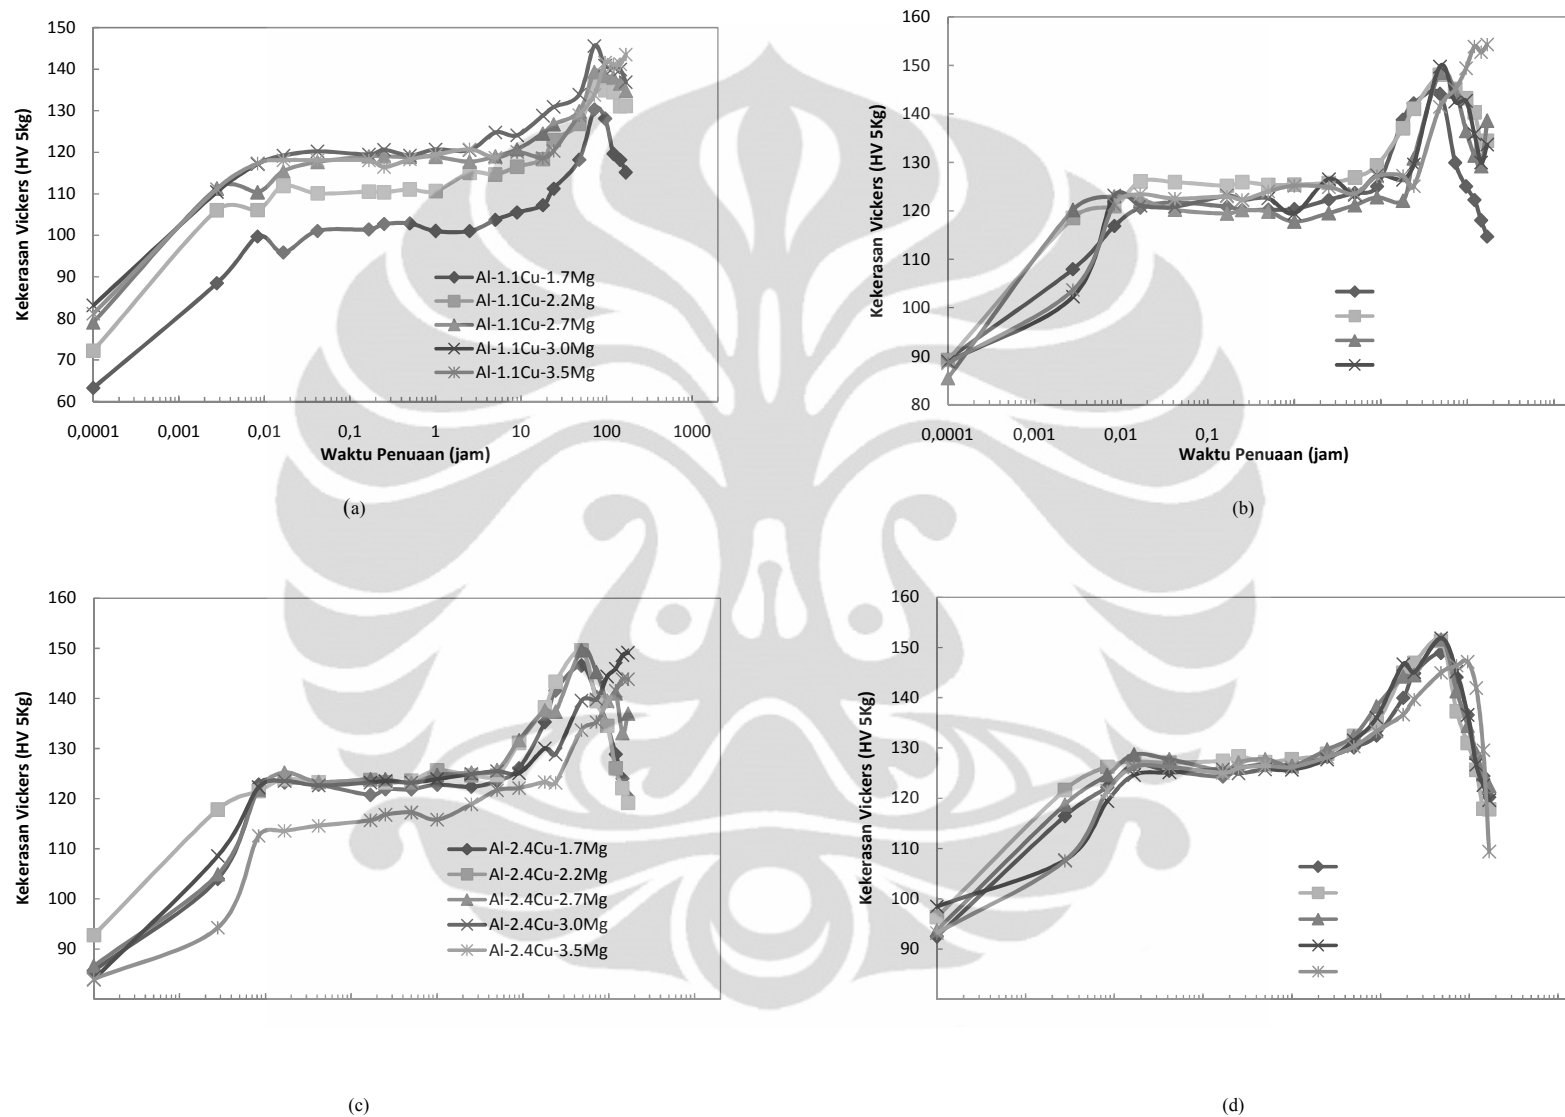 150
140
130
120
110
100
90
80
70
60
Kekerasan Vickers (HV 5kg)
0,0001 0,001 0,01 0,1 1 10 100 1000
Waktu Penuaan (jam)
Al-1.1Cu-1.7Mg
Al-1.1Cu-2.2Mg
Al-1.1Cu-2.7Mg
Al-1.1Cu-3.0Mg
Al-1.1Cu-3.5Mg
(a)
160
150
140
130
120
110
100
90
80
Kekerasan Vickers (HV 5Kg)
0,0001 0,001 0,01 0,1
Waktu Penuaan (jam)
(b)
160
150
140
130
120
110
100
90
Kekerasan Vickers (HV 5Kg)
Al-2.4Cu-1.7Mg
Al-2.4Cu-2.2Mg
Al-2.4Cu-2.7Mg
Al-2.4Cu-3.0Mg
Al-2.4Cu-3.5Mg
(c)
160
150
140
130
120
110
100
90
Kekerasan Vickers (HV 5Kg)
(d)